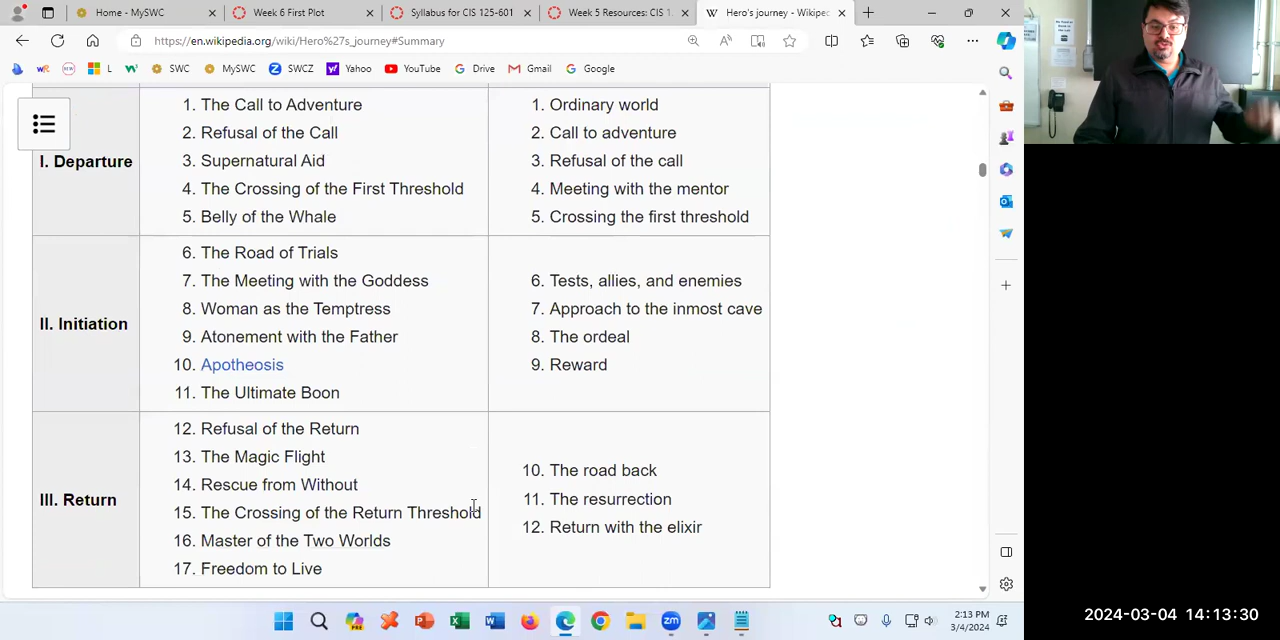 Home - MySWC
Week 6 First Plot
Syllabus for CIS 125-601
Week 5 Resources: CIS 1
Hero's journey - Wikiped
https://en.wikipedia.org/wiki/Hero%27s_journey#Summary
L
SWC
MySWC
SWCZ
Yahoo
YouTube
Drive
Gmail
Google
I. Departure
1. The Call to Adventure
2. Refusal of the Call
3. Supernatural Aid
4. The Crossing of the First Threshold
5. Belly of the Whale
1. Ordinary world
2. Call to adventure
3. Refusal of the call
4. Meeting with the mentor
5. Crossing the first threshold
II. Initiation
6. The Road of Trials
7. The Meeting with the Goddess
8. Woman as the Temptress
9. Atonement with the Father
10. Apotheosis
11. The Ultimate Boon
6. Tests, allies, and enemies
7. Approach to the inmost cave
8. The ordeal
9. Reward
III. Return
12. Refusal of the Return
13. The Magic Flight
14. Rescue from Without
15. The Crossing of the Return Threshold
16. Master of the Two Worlds
17. Freedom to Live
10. The road back
11. The resurrection
12. Return with the elixir
2:13 PM
3/4/2024
2024-03-04 14:13:30